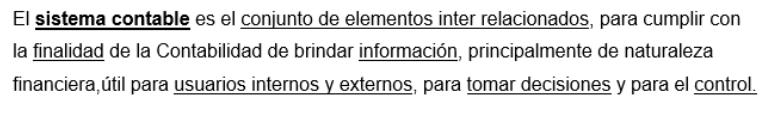 El sistema contable es el conjunto de elementos inter relacionados, para cumplir con
la finalidad de la Contabilidad de brindar información, principalmente de naturaleza
financiera,útil para usuarios internos y externos, para tomar decisiones y para el control.